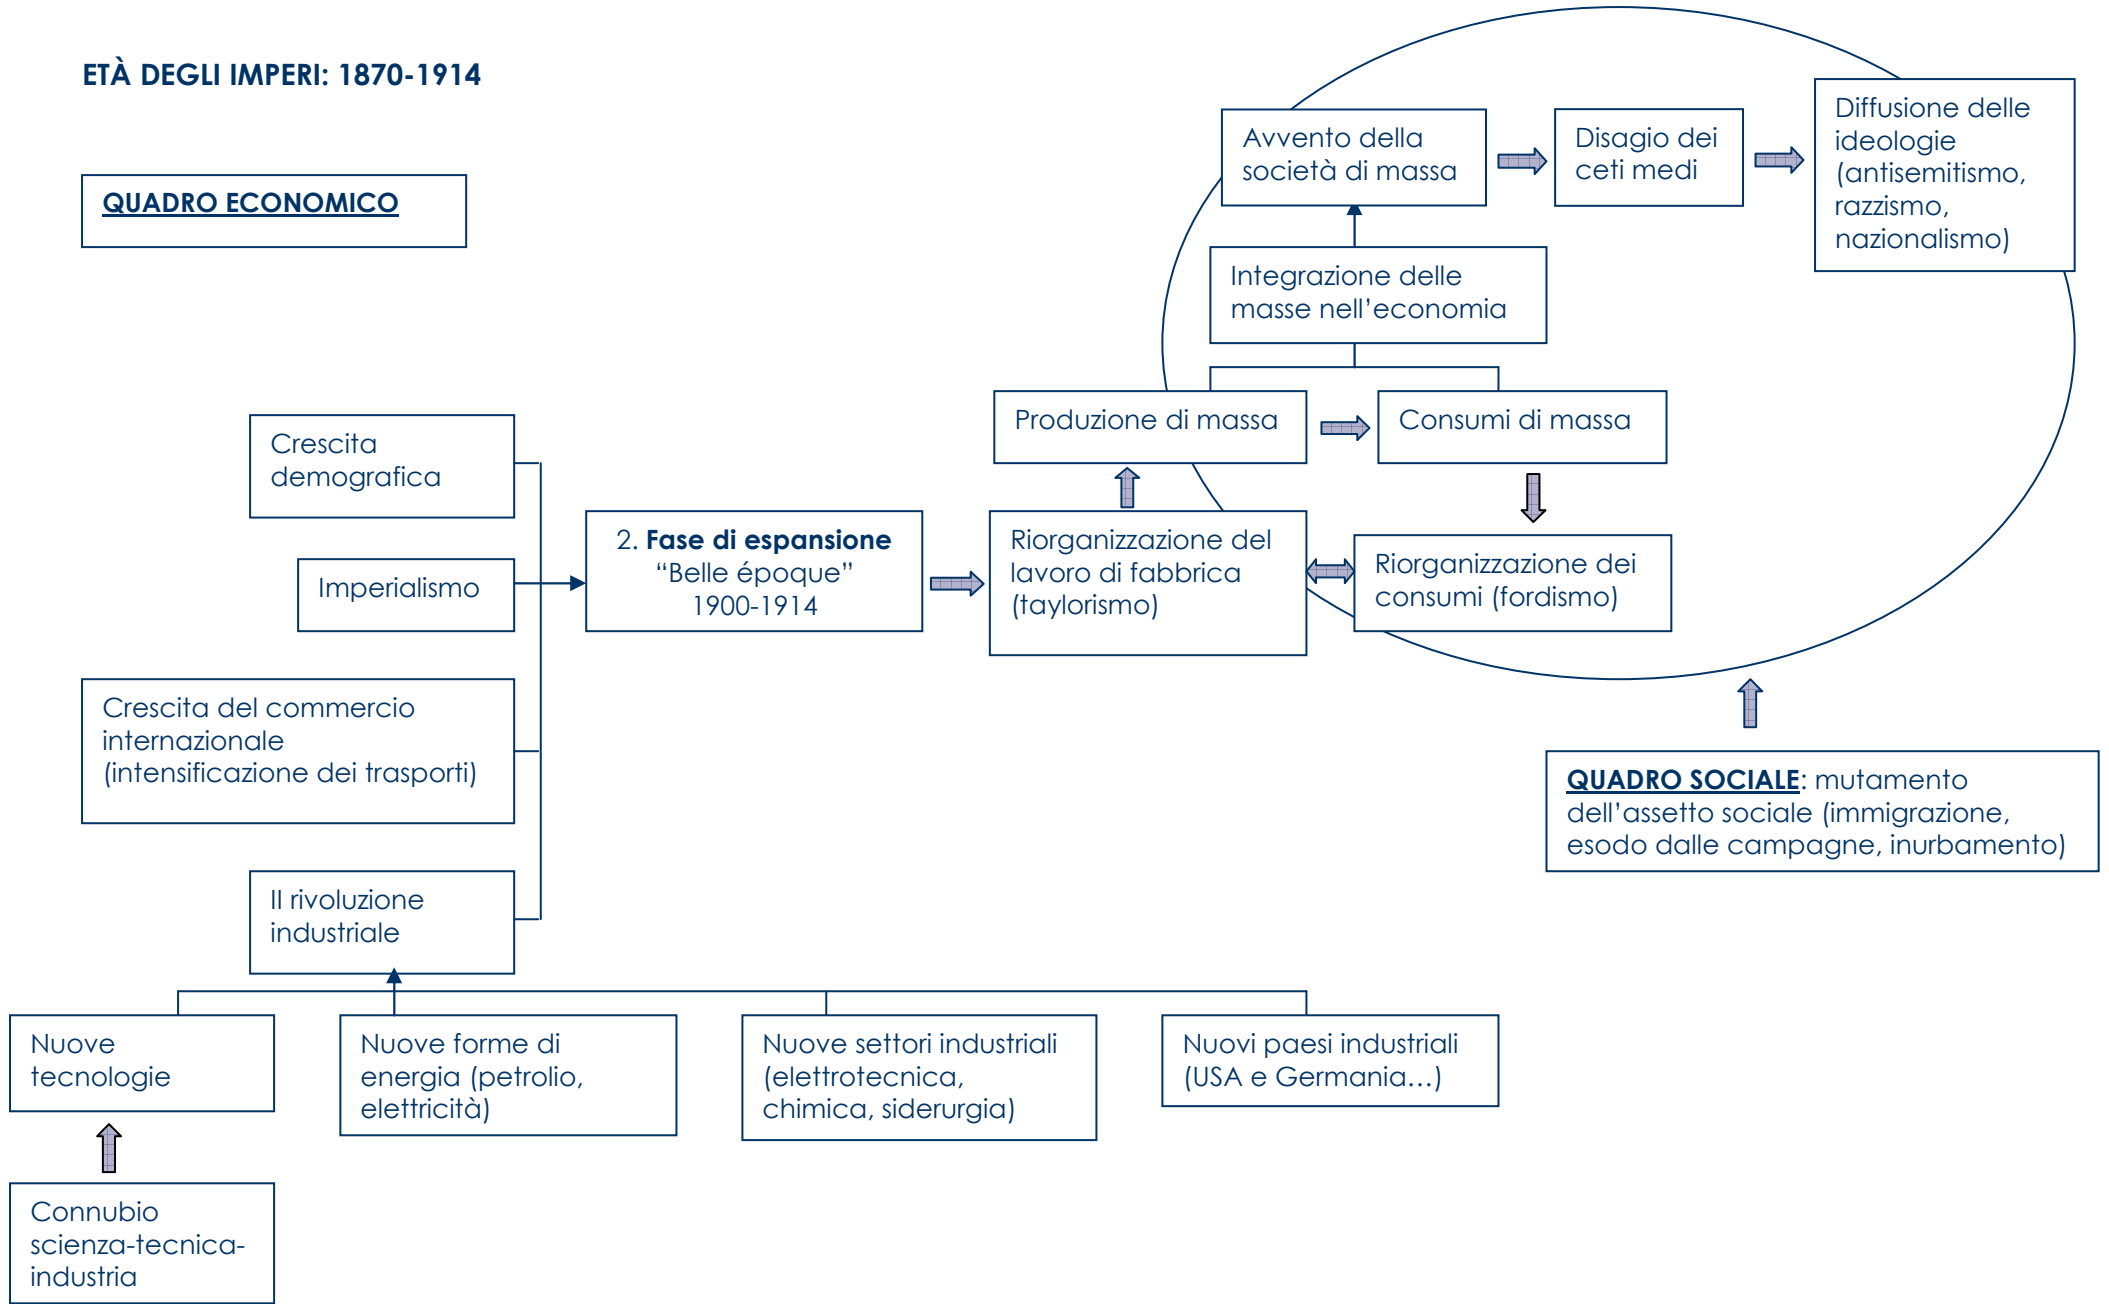 ETÀ DEGLI IMPERI: 1870-1914
QUADRO ECONOMICO
Avvento della
società di massa
Disagio dei
ceti medi
Diffusione delle
ideologie
(antisemitismo,
razzismo,
nazionalismo)
Integrazione delle
masse nell’economia
Produzione di massa
Consumi di massa
Crescita
demografica
Imperialismo
2. Fase di espansione
“Belle époque”
1900-1914
Riorganizzazione del
lavoro di fabbrica
(taylorismo)
Riorganizzazione dei
consumi (fordismo)
Crescita del commercio
internazionale
(intensificazione dei trasporti)
QUADRO SOCIALE: mutamento
dell’assetto sociale (immigrazione,
esodo dalle campagne, inurbamento)
II rivoluzione
industriale
Nuove
tecnologie
Nuove forme di
energia (petrolio,
elettricità)
Nuove settori industriali
(elettrotecnica,
chimica, siderurgia)
Nuovi paesi industriali
(USA e Germania…)
Connubio
scienza-tecnica-
industria